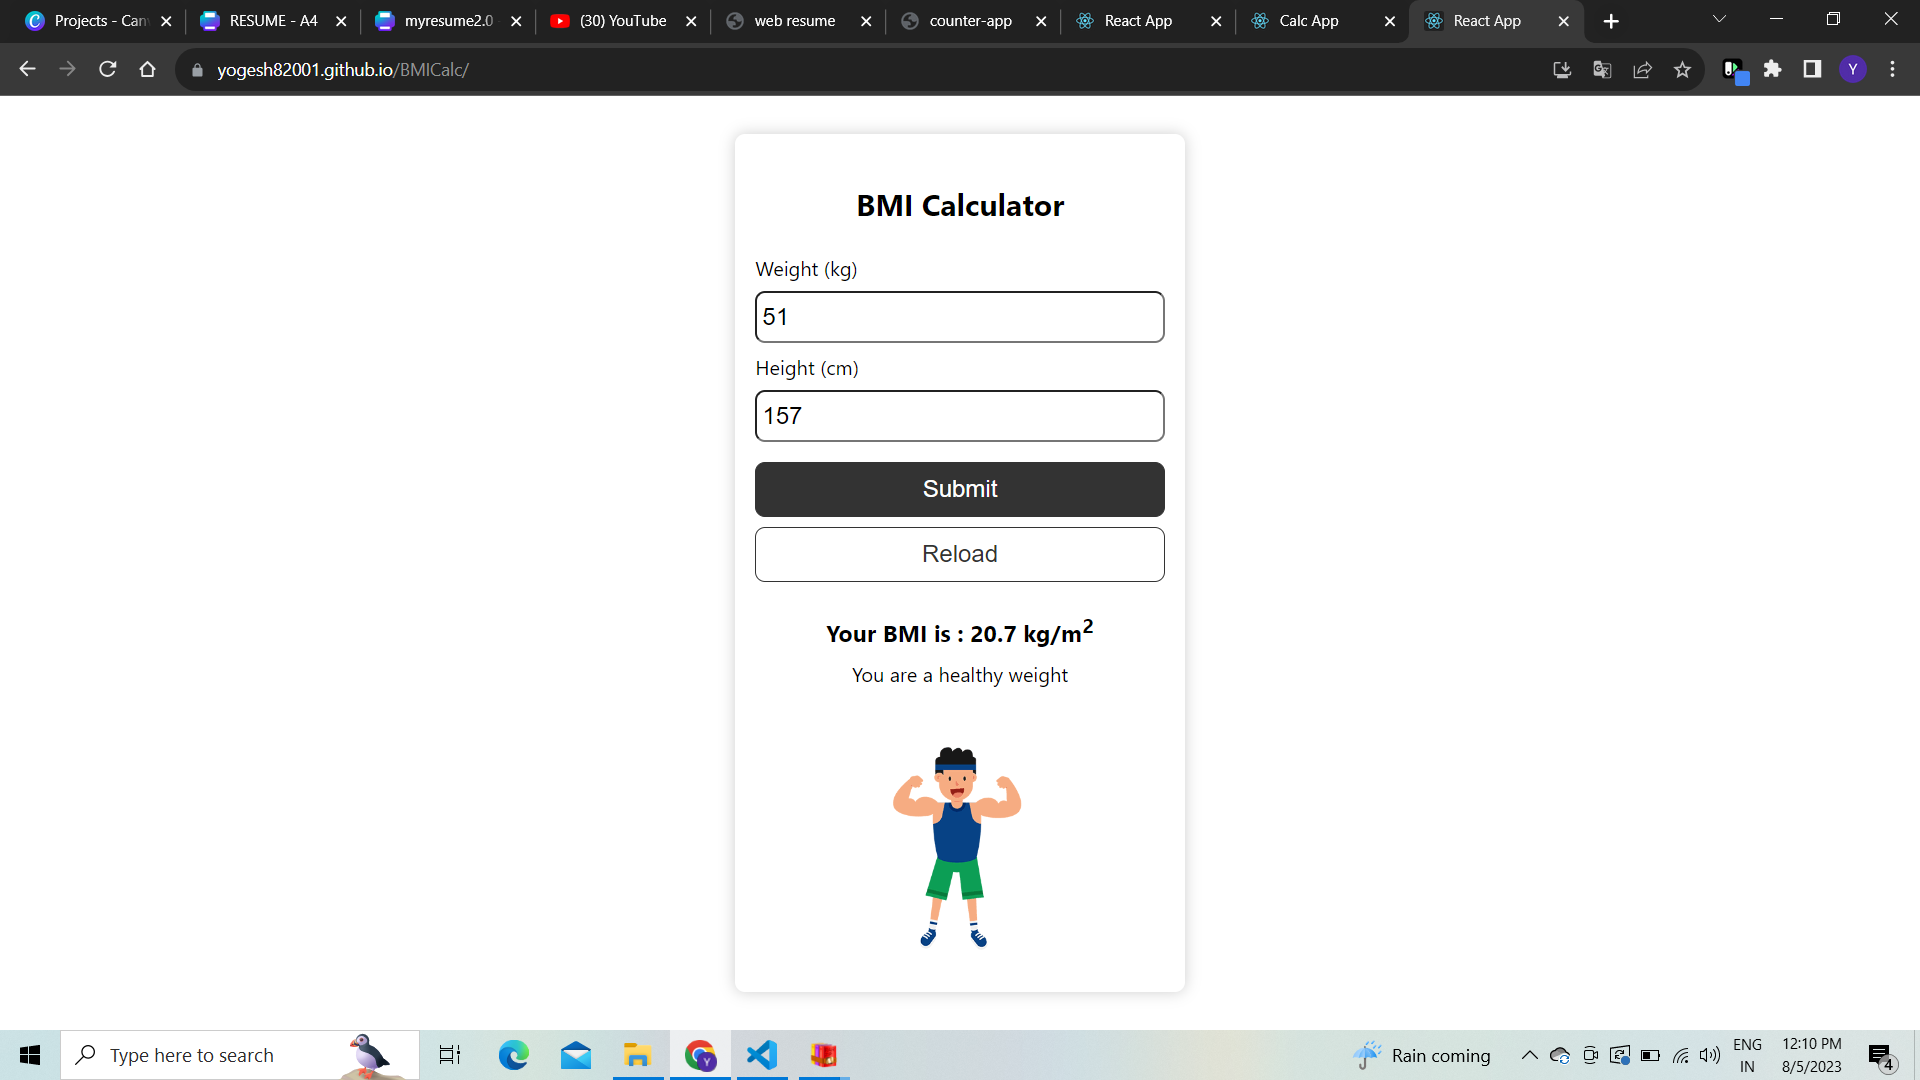 Projects - Can
RESUME - A4
myresume2.0
(30) YouTube
web resume
counter-app
React App
Calc App
React App
yogesh82001.github.io/BMICalc/
Y
BMI Calculator
Weight (kg)
51
Height (cm)
157
Submit
Reload
Your BMI is : 20.7 kg/m2
You are a healthy weight
Type here to search
Y
Rain coming
ENG
IN
12:10 PM
8/5/2023
4